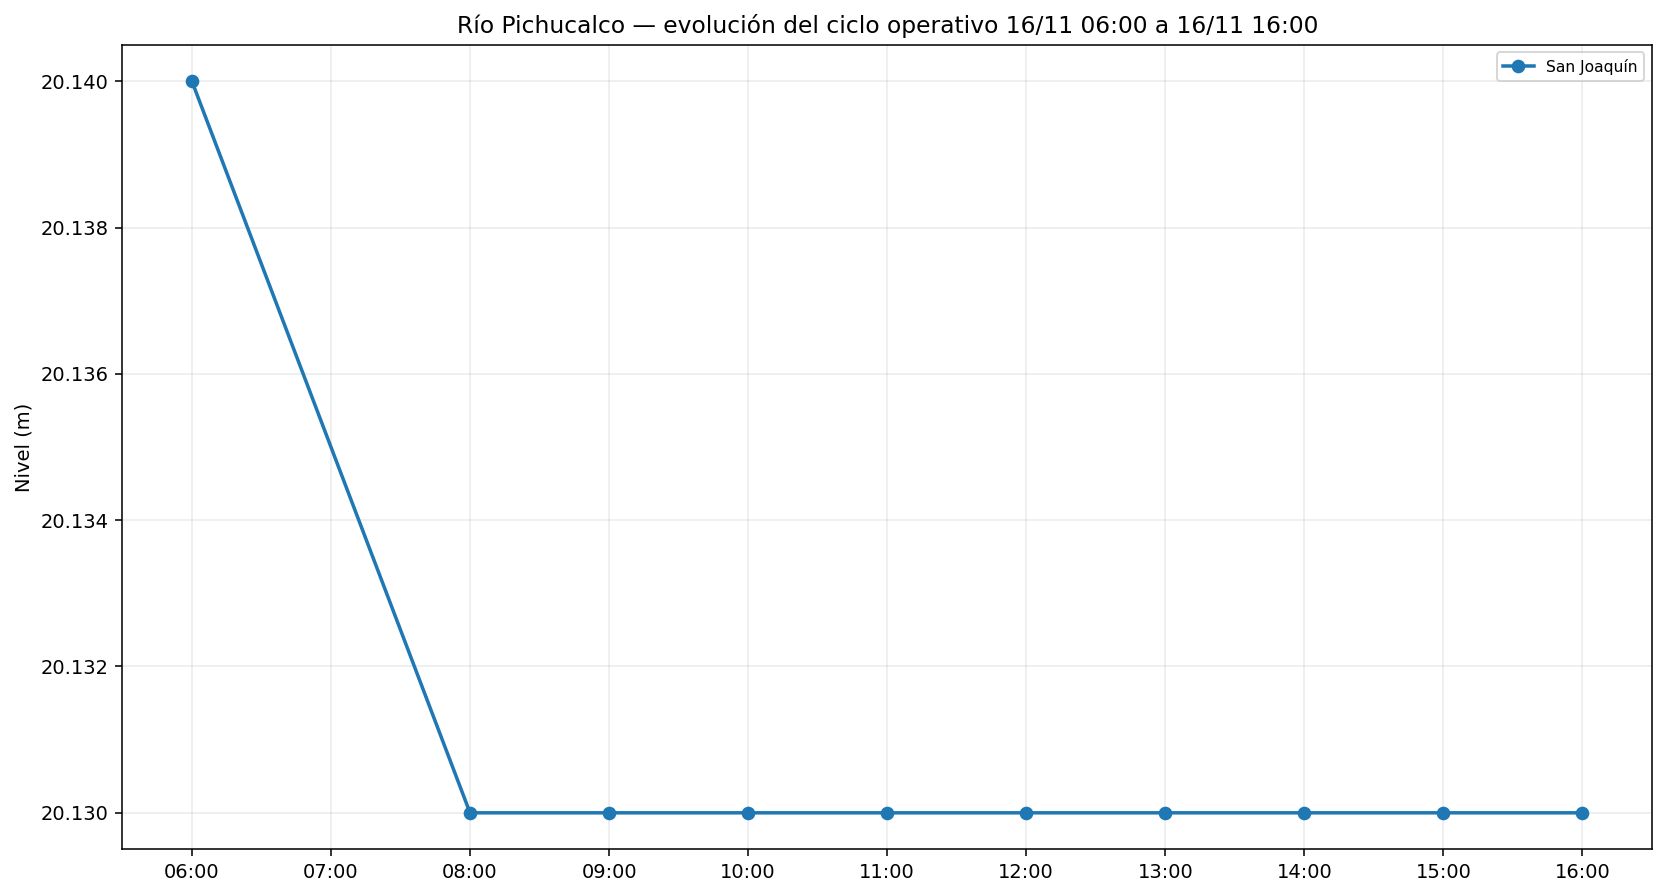 Río Pichucalco — evolución del ciclo operativo 16/11 06:00 a 16/11 16:00
San Joaquín
Nivel (m)
20.140
20.138
20.136
20.134
20.132
20.130
06:00 07:00 08:00 09:00 10:00 11:00 12:00 13:00 14:00 15:00 16:00